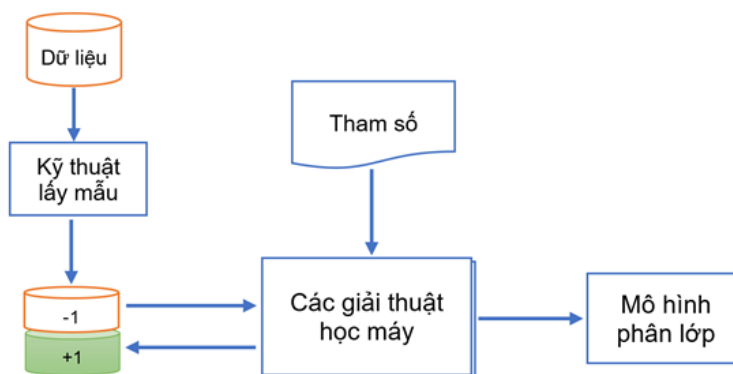 Dữ liệu
Tham số
Kỹ thuật
lấy mẫu
-1
+1
Các giải thuật
học máy
Mô hình
phân lớp